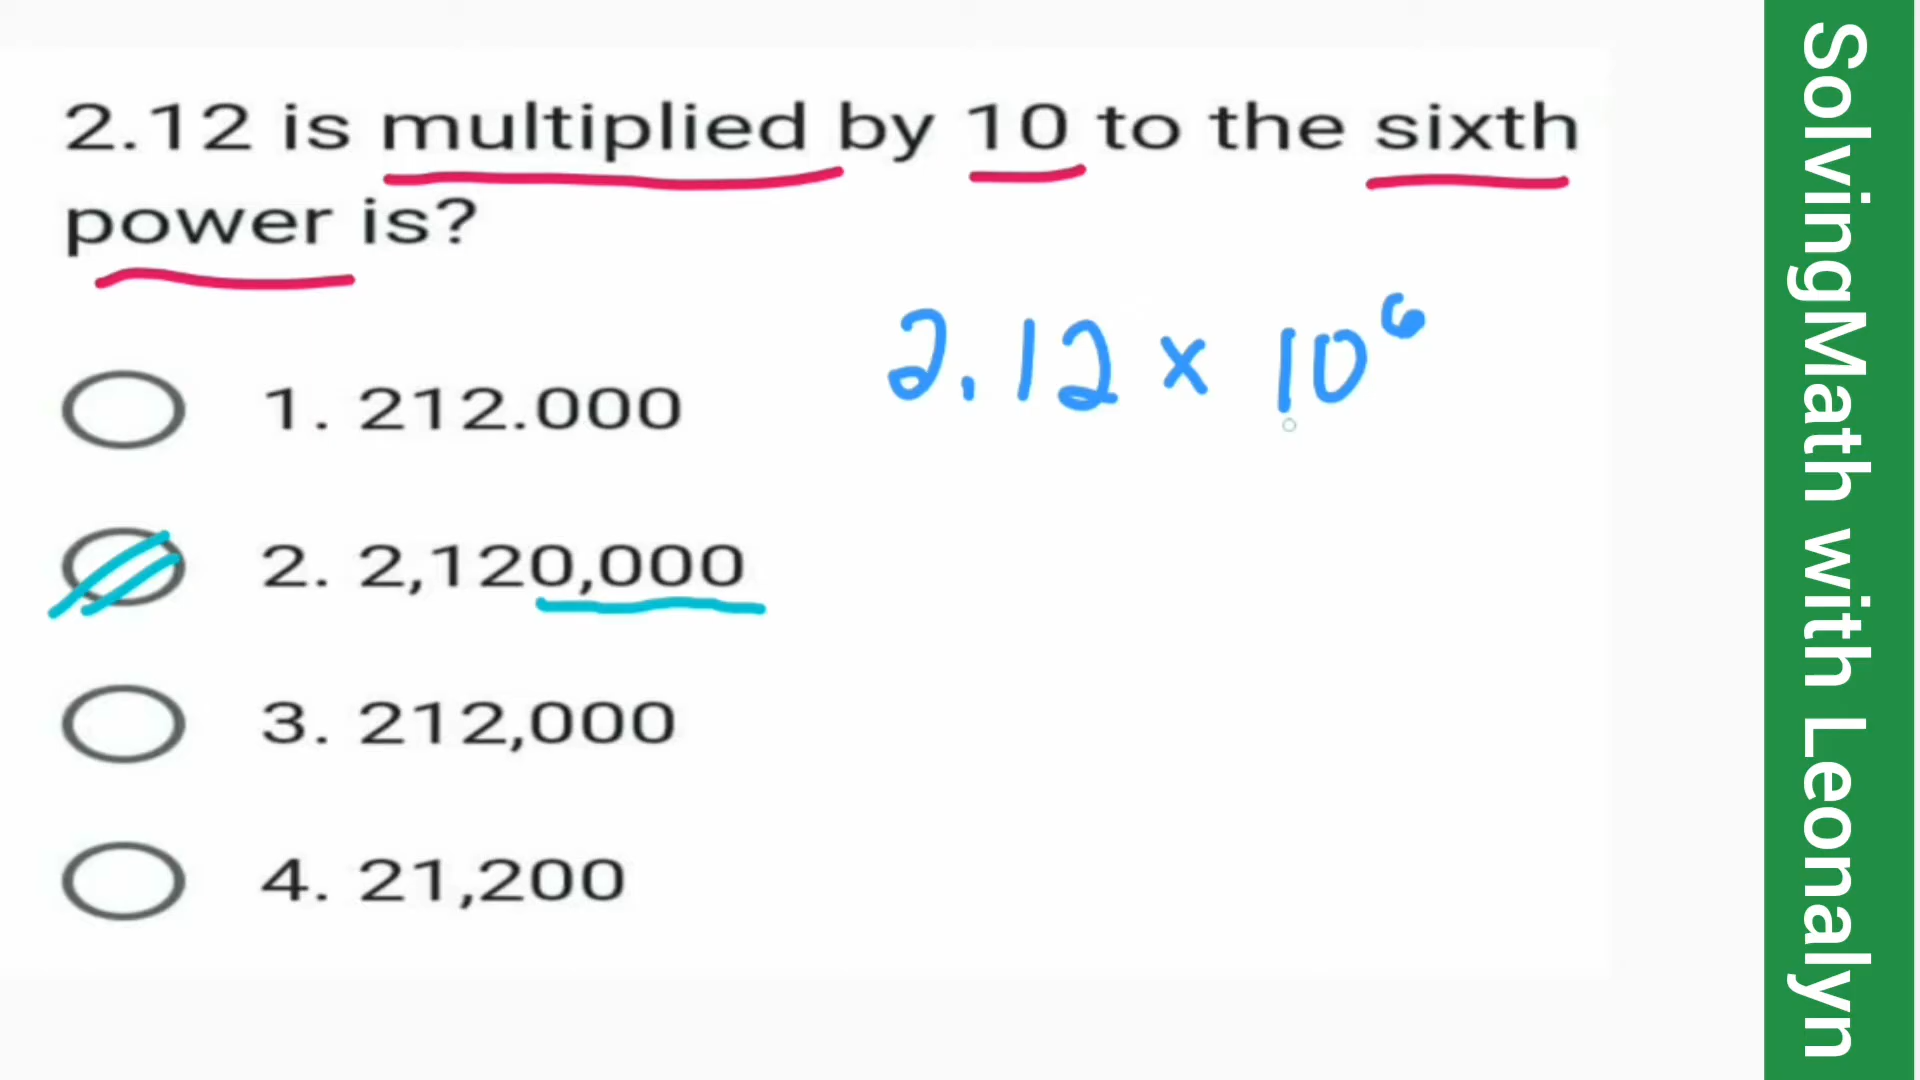 2.12 is multiplied by 10 to the sixth
power is?
2.12 × 10⁶
1. 212.000
2. 2,120,000
3. 212,000
4. 21,200
SolvingMath with Leonalyn